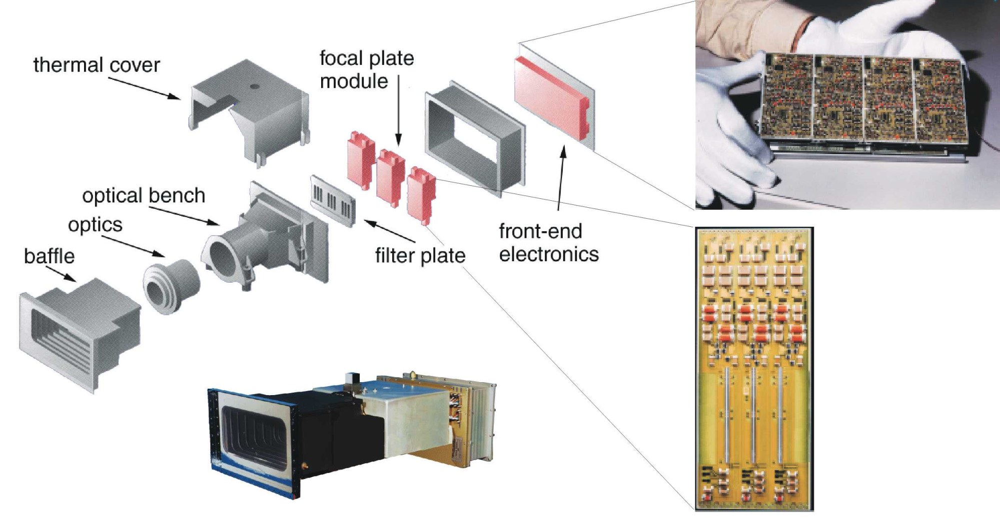 thermal cover
focal plate
module
optical bench
optics
baffle
filter plate
front-end
electronics